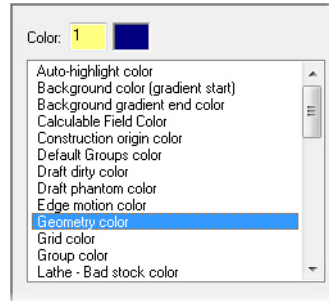 Color: 1
Auto-highlight color
Background color (gradient start)
Background gradient end color
Calculable Field Color
Construction origin color
Default Groups color
Draft dirty color
Draft phantom color
Edge motion color
Geometry color
Grid color
Group color
Lathe - Bad stock color